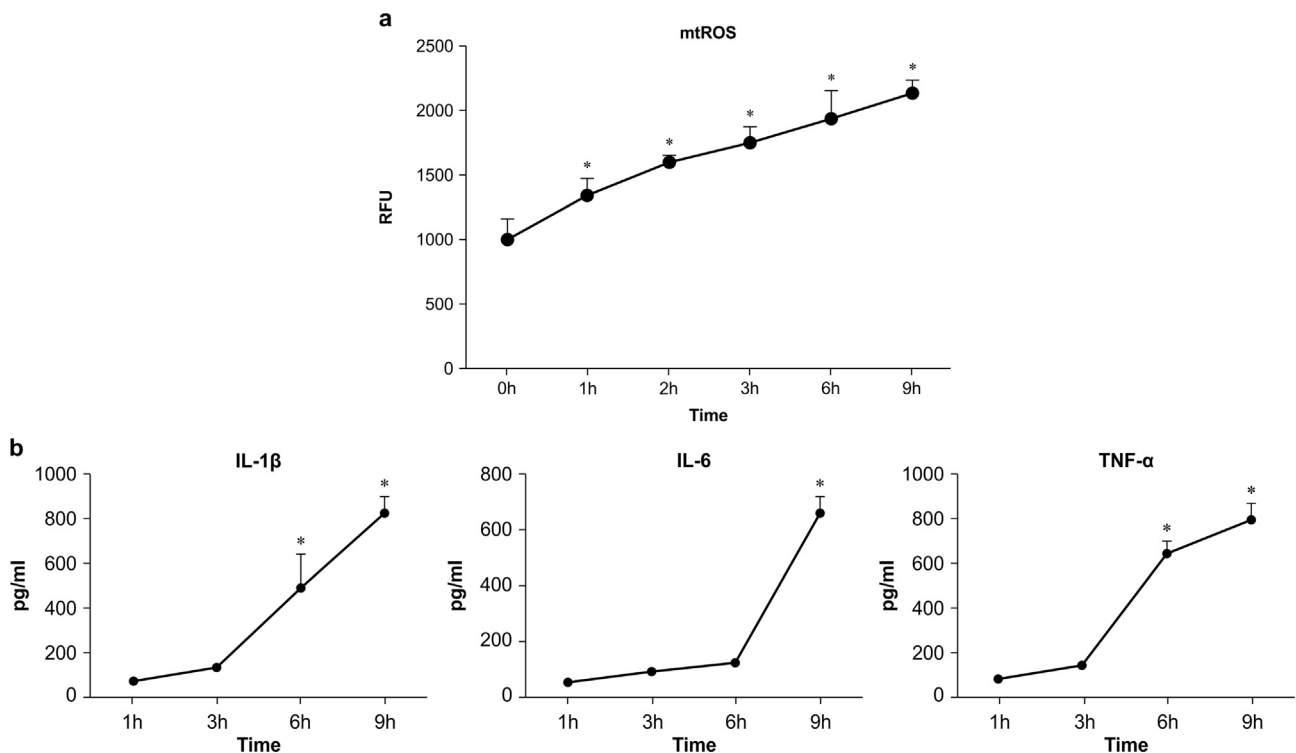 a
mtROS
2500
2000
1500
1000
500
0
RFU
* * * * *
0h 1h 2h 3h 6h 9h
Time
b
IL-1β
1000
800
600
400
200
0
pg/ml
* *
1h 3h 6h 9h
Time
IL-6
800
600
400
200
0
pg/ml
*
1h 3h 6h 9h
Time
TNF-α
1000
800
600
400
200
0
pg/ml
* *
1h 3h 6h 9h
Time